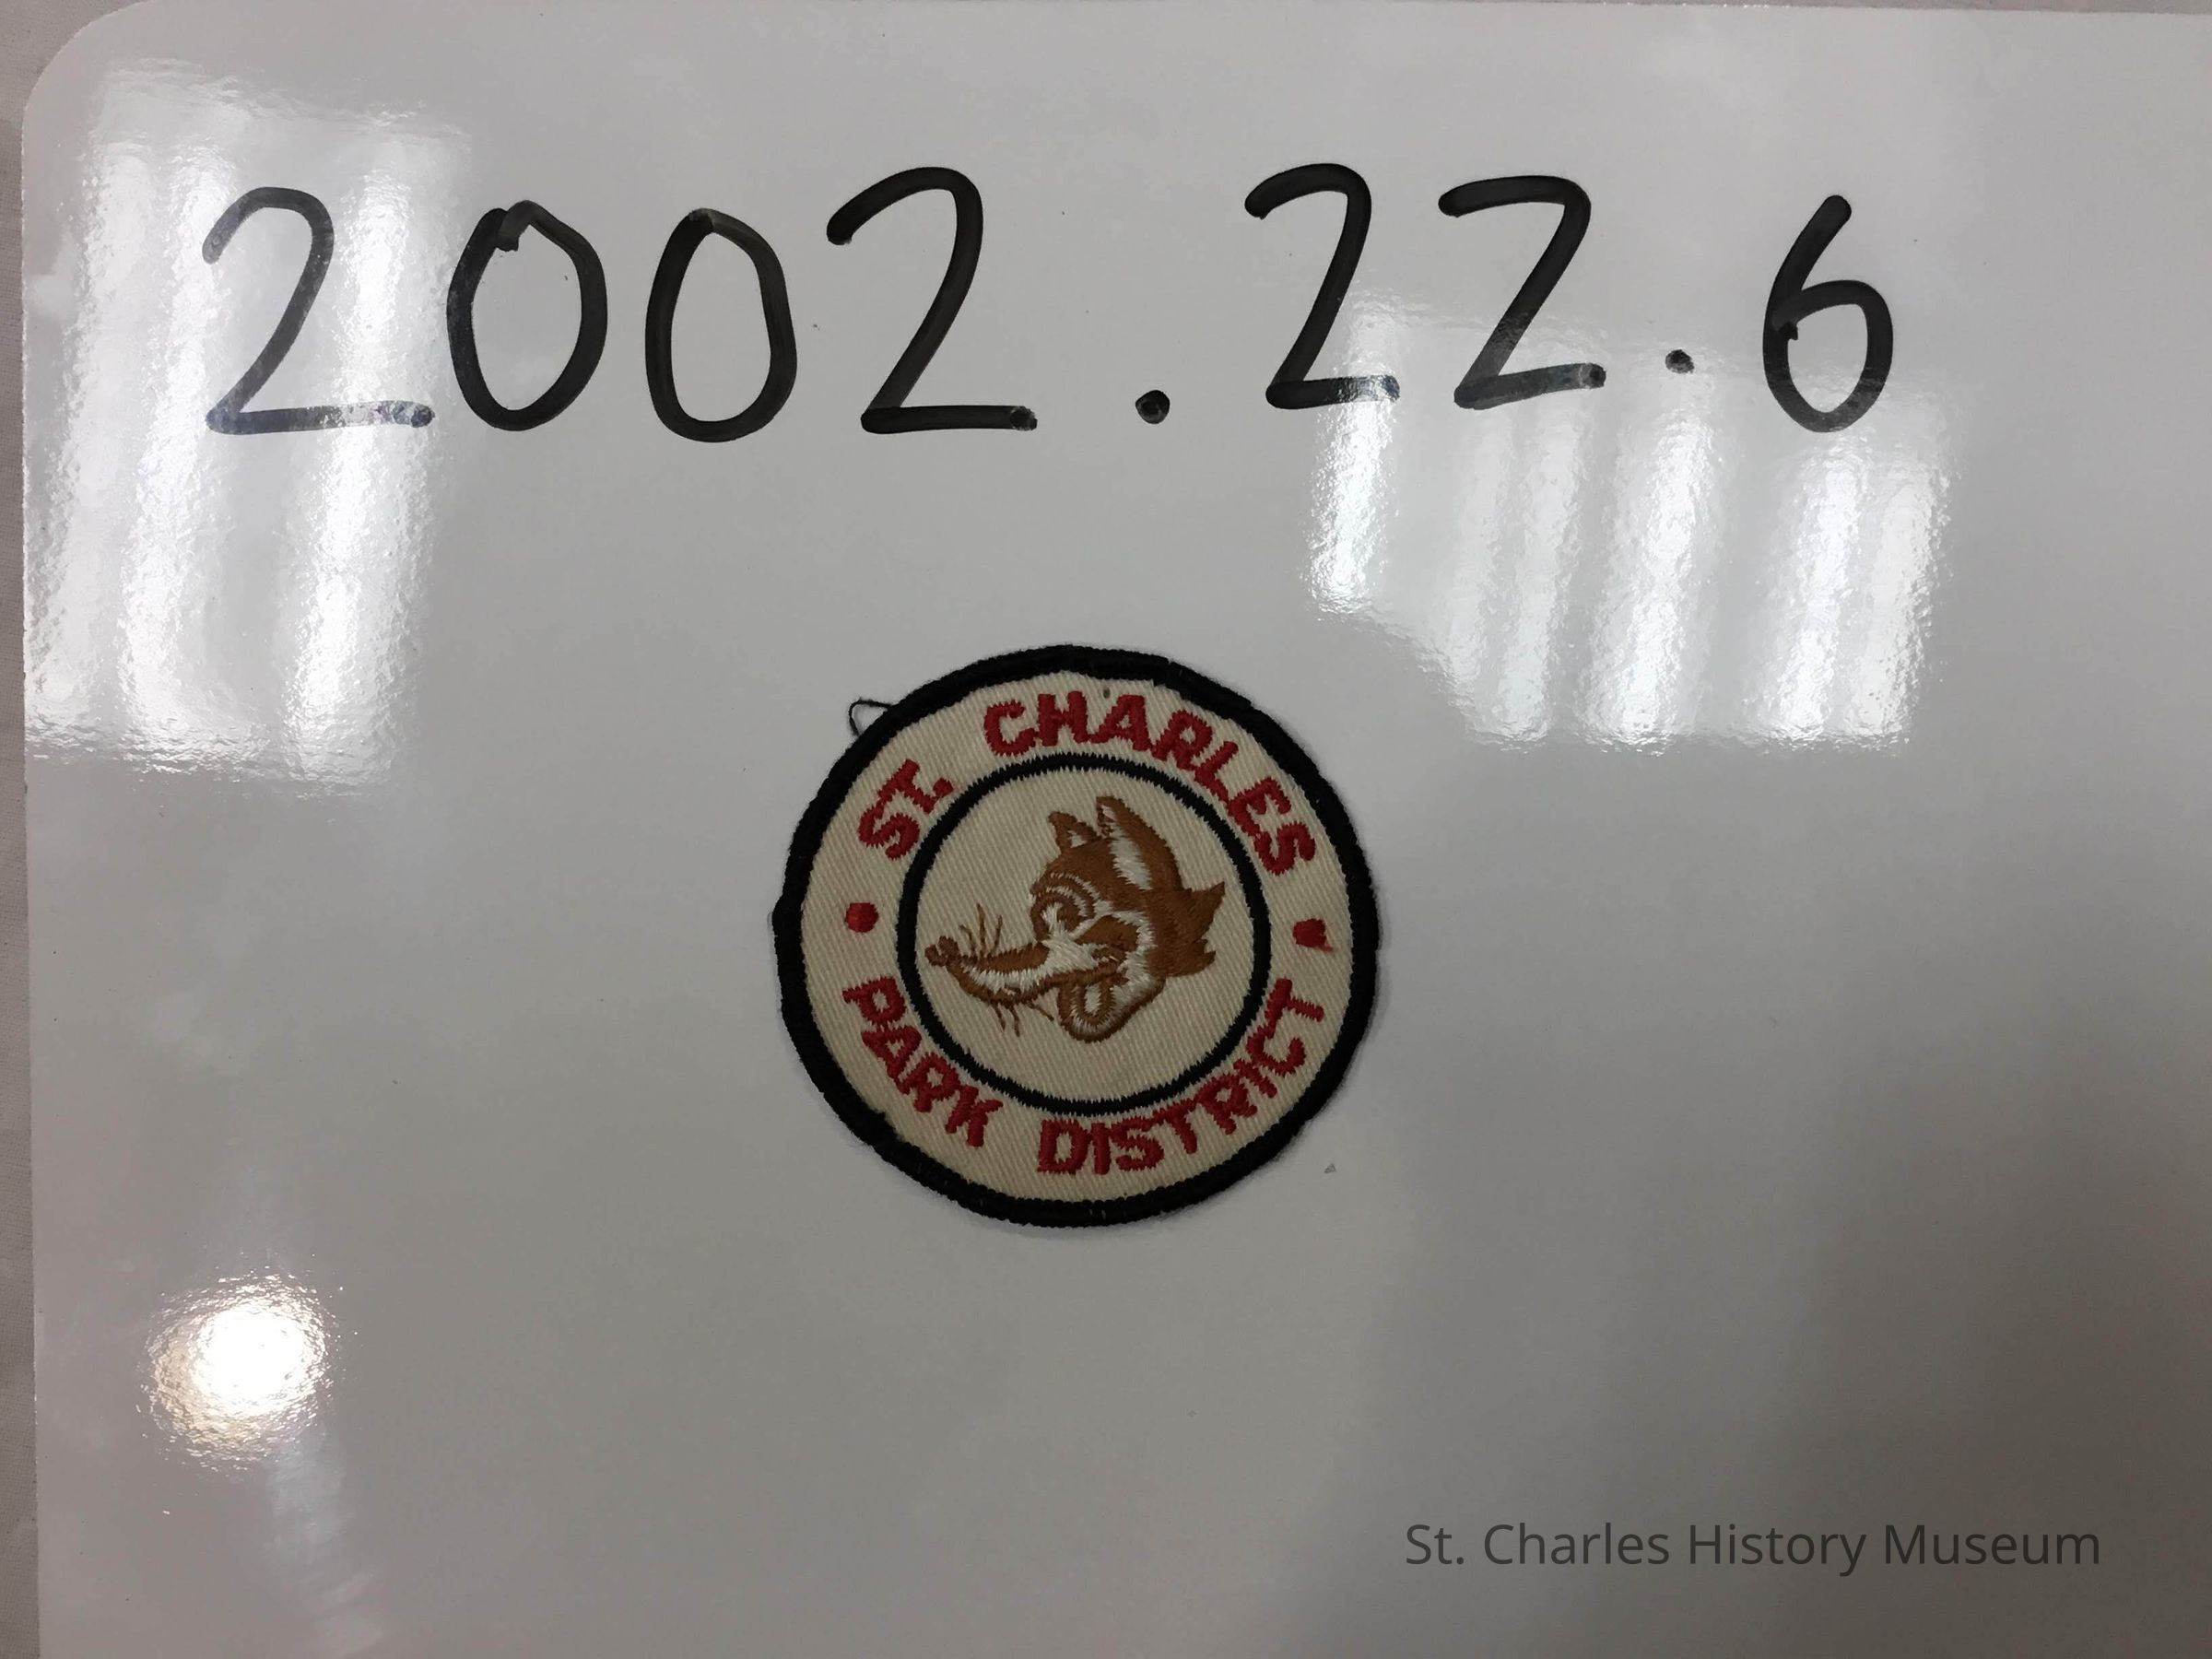 2002.22.6
ST. CHARLES
PARK DISTRICT
St. Charles History Museum